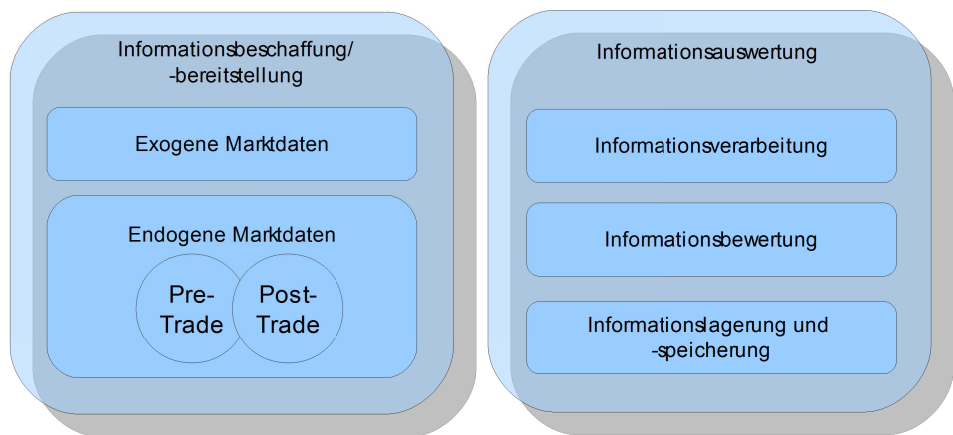 Informationsbeschaffung/
-bereitstellung
Exogene Marktdaten
Endogene Marktdaten
Pre-
Trade
Post-
Trade
Informationsauswertung
Informationsverarbeitung
Informationsbewertung
Informationslagerung und
-speicherung